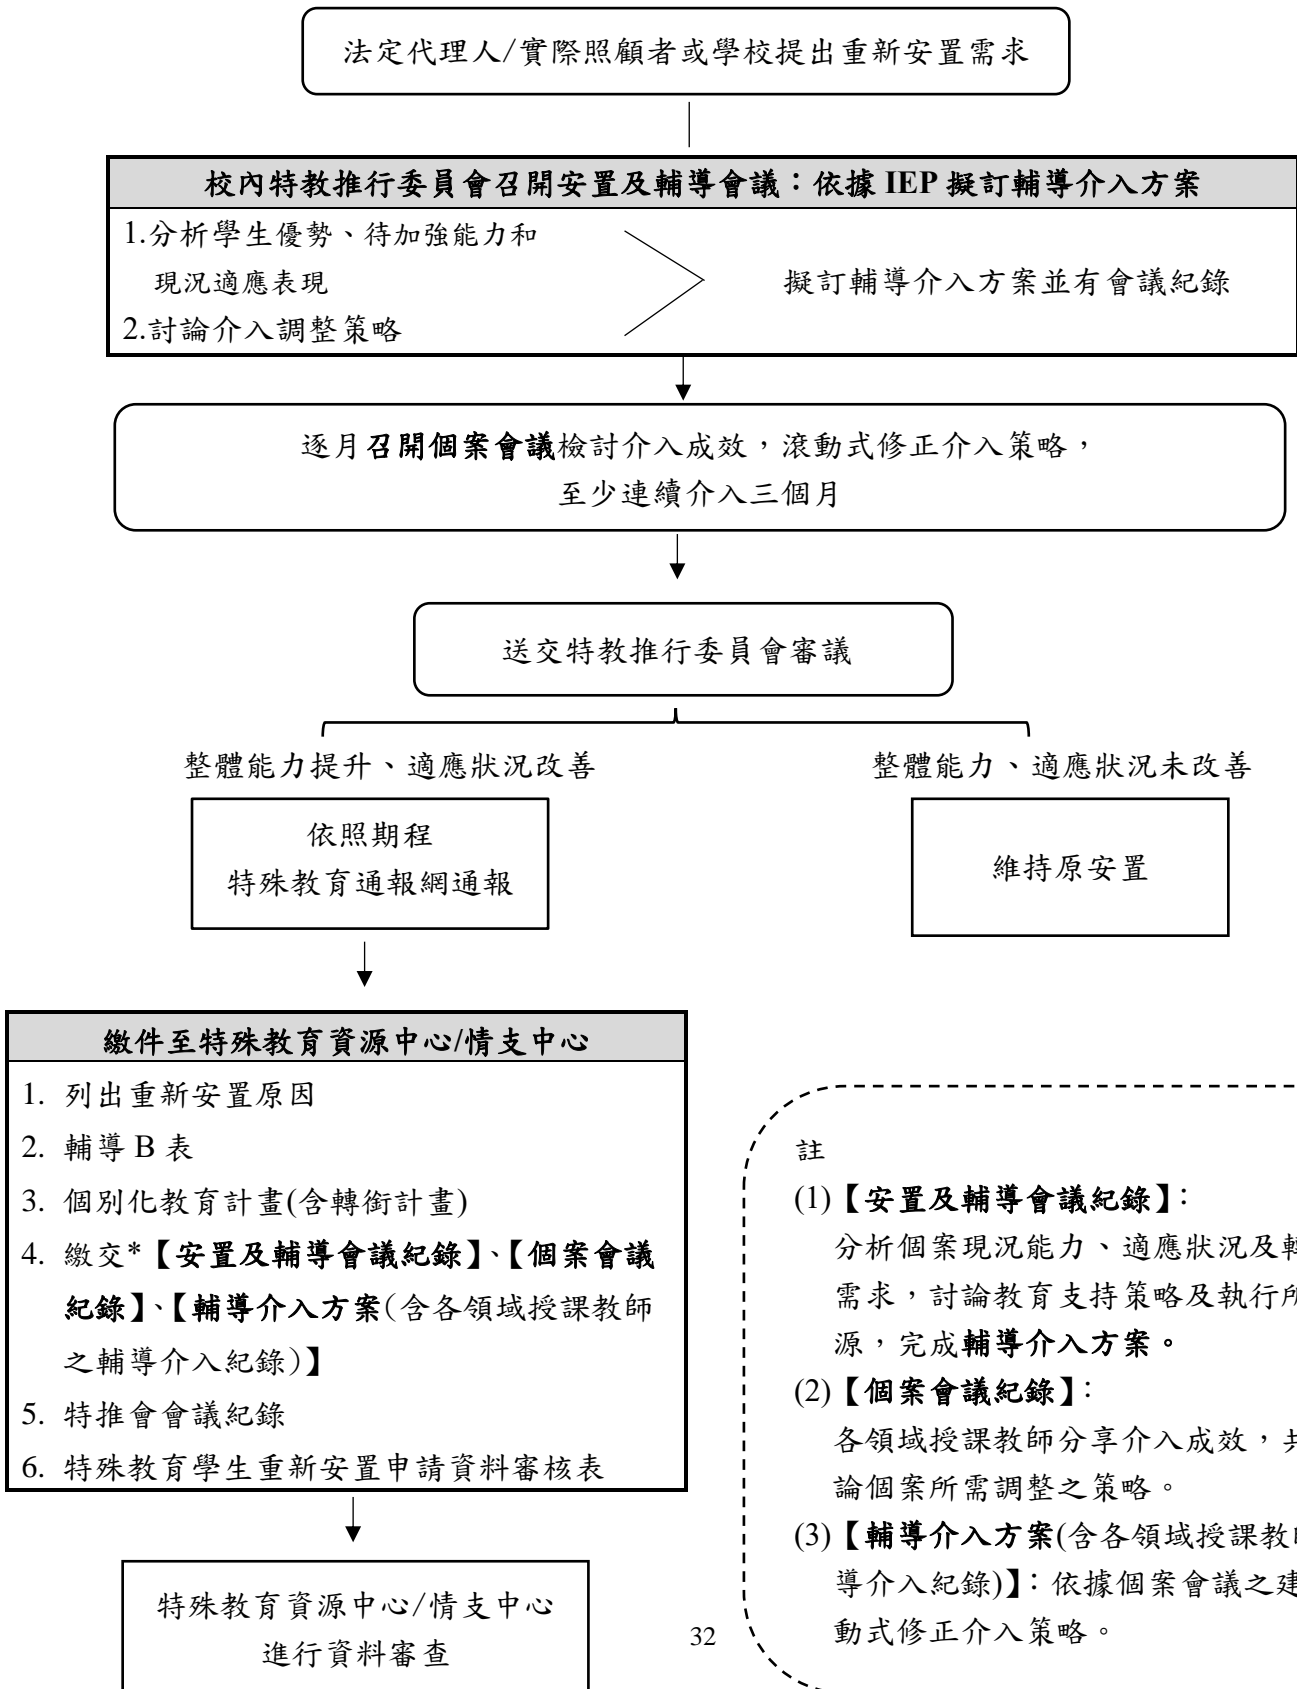 法定代理人/實際照顧者或學校提出重新安置需求
校內特教推行委員會召開安置及輔導會議：依據 IEP 擬訂輔導介入方案
1.分析學生優勢、待加強能力和
現況適應表現
2.討論介入調整策略
擬訂輔導介入方案並有會議紀錄
逐月召開個案會議檢討介入成效，滾動式修正介入策略，
至少連續介入三個月
送交特教推行委員會審議
整體能力提升、適應狀況改善
依照期程
特殊教育通報網通報
整體能力、適應狀況未改善
維持原安置
繳件至特殊教育資源中心/情支中心
1. 列出重新安置原因
2. 輔導 B 表
3. 個別化教育計畫(含轉銜計畫)
4. 繳交*【安置及輔導會議紀錄】、【個案會議
紀錄】、【輔導介入方案(含各領域授課教師
之輔導介入紀錄)】
5. 特推會會議紀錄
6. 特殊教育學生重新安置申請資料審核表
特殊教育資源中心/情支中心
進行資料審查
註
(1)【安置及輔導會議紀錄】：
分析個案現況能力、適應狀況及
需求，討論教育支持策略及執行所
源，完成輔導介入方案。
(2)【個案會議紀錄】：
各領域授課教師分享介入成效，共
論個案所需調整之策略。
(3)【輔導介入方案(含各領域授課教
導介入紀錄)】：依據個案會議之建
動式修正介入策略。
32